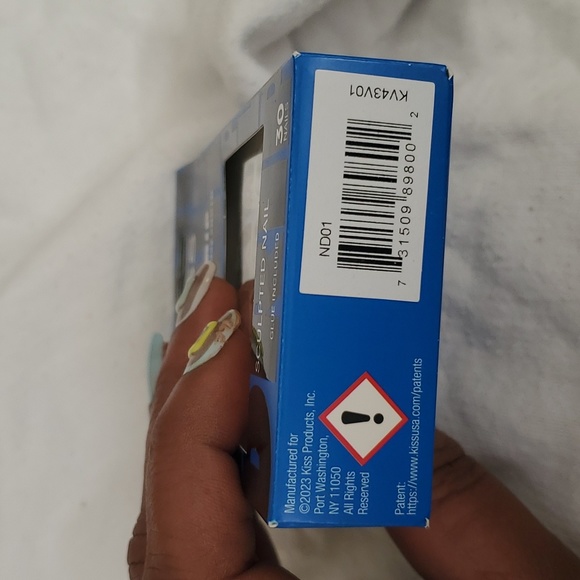 KV43V01
ND01
7 31509 89800 2
30
NAILS
SCULPTED NAIL
GLUE INCLUDED
Manufactured for
©2023 Kiss Products, Inc.
Port Washington,
NY 11050
All Rights
Reserved
Patent:
https://www.kissusa.com/patents